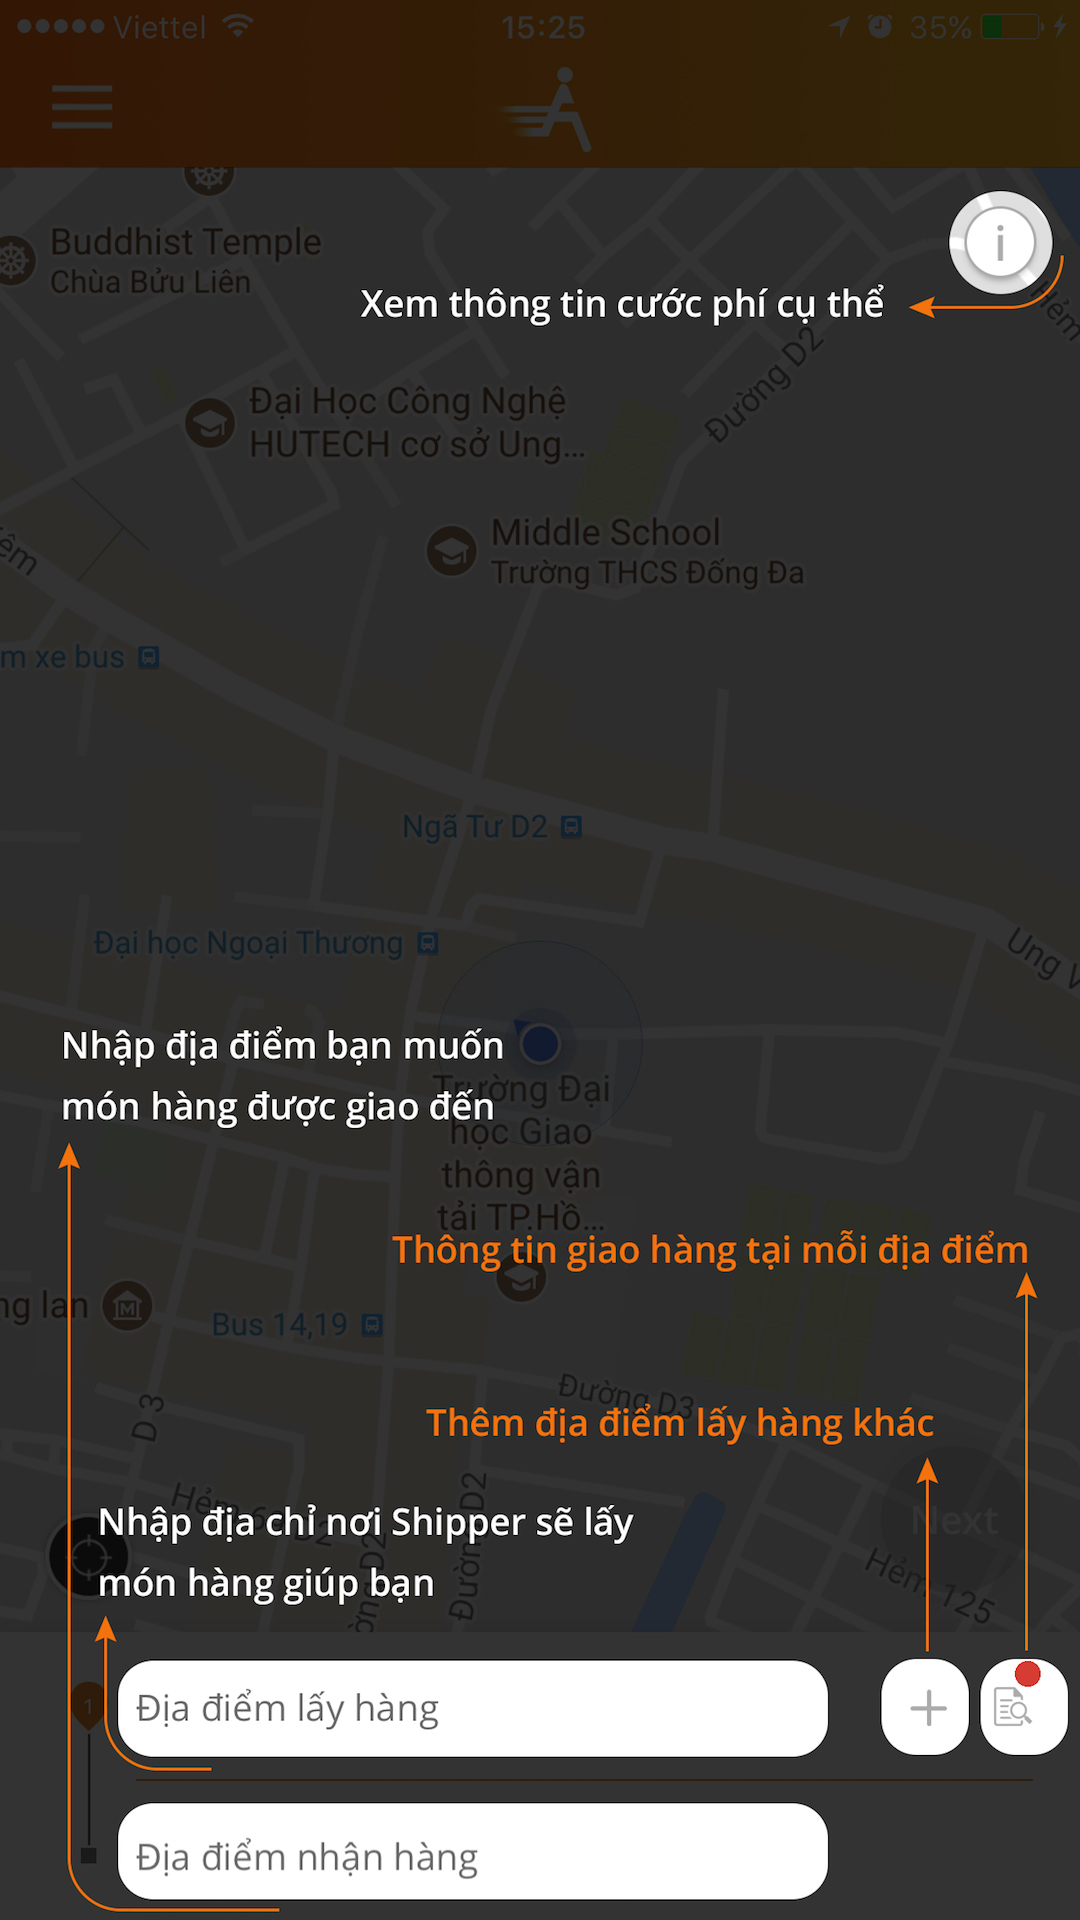 Viettel
15:25
35%
Buddhist Temple
Chùa Bửu Liên
i
Hẻm
Xem thông tin cước phí cụ thể
Đường D2
Đại Học Công Nghệ
HUTECH cơ sở Ung...
Middle School
Trường THCS Đống Đa
m xe bus
Ngã Tư D2
Đại học Ngoại Thương
Ung V
Nhập địa điểm bạn muốn
món hàng được giao đến
Trường Đại
học Giao
thông vận
tải TP.Hồ...
Thông tin giao hàng tại mỗi địa điểm
ng lan
Bus 14,19
Đường D3
D3
Thêm địa điểm lấy hàng khác
Nhập địa chỉ nơi Shipper sẽ lấy
món hàng giúp bạn
Đường D2
Next
Hẻm 125
1
Địa điểm lấy hàng
Địa điểm nhận hàng